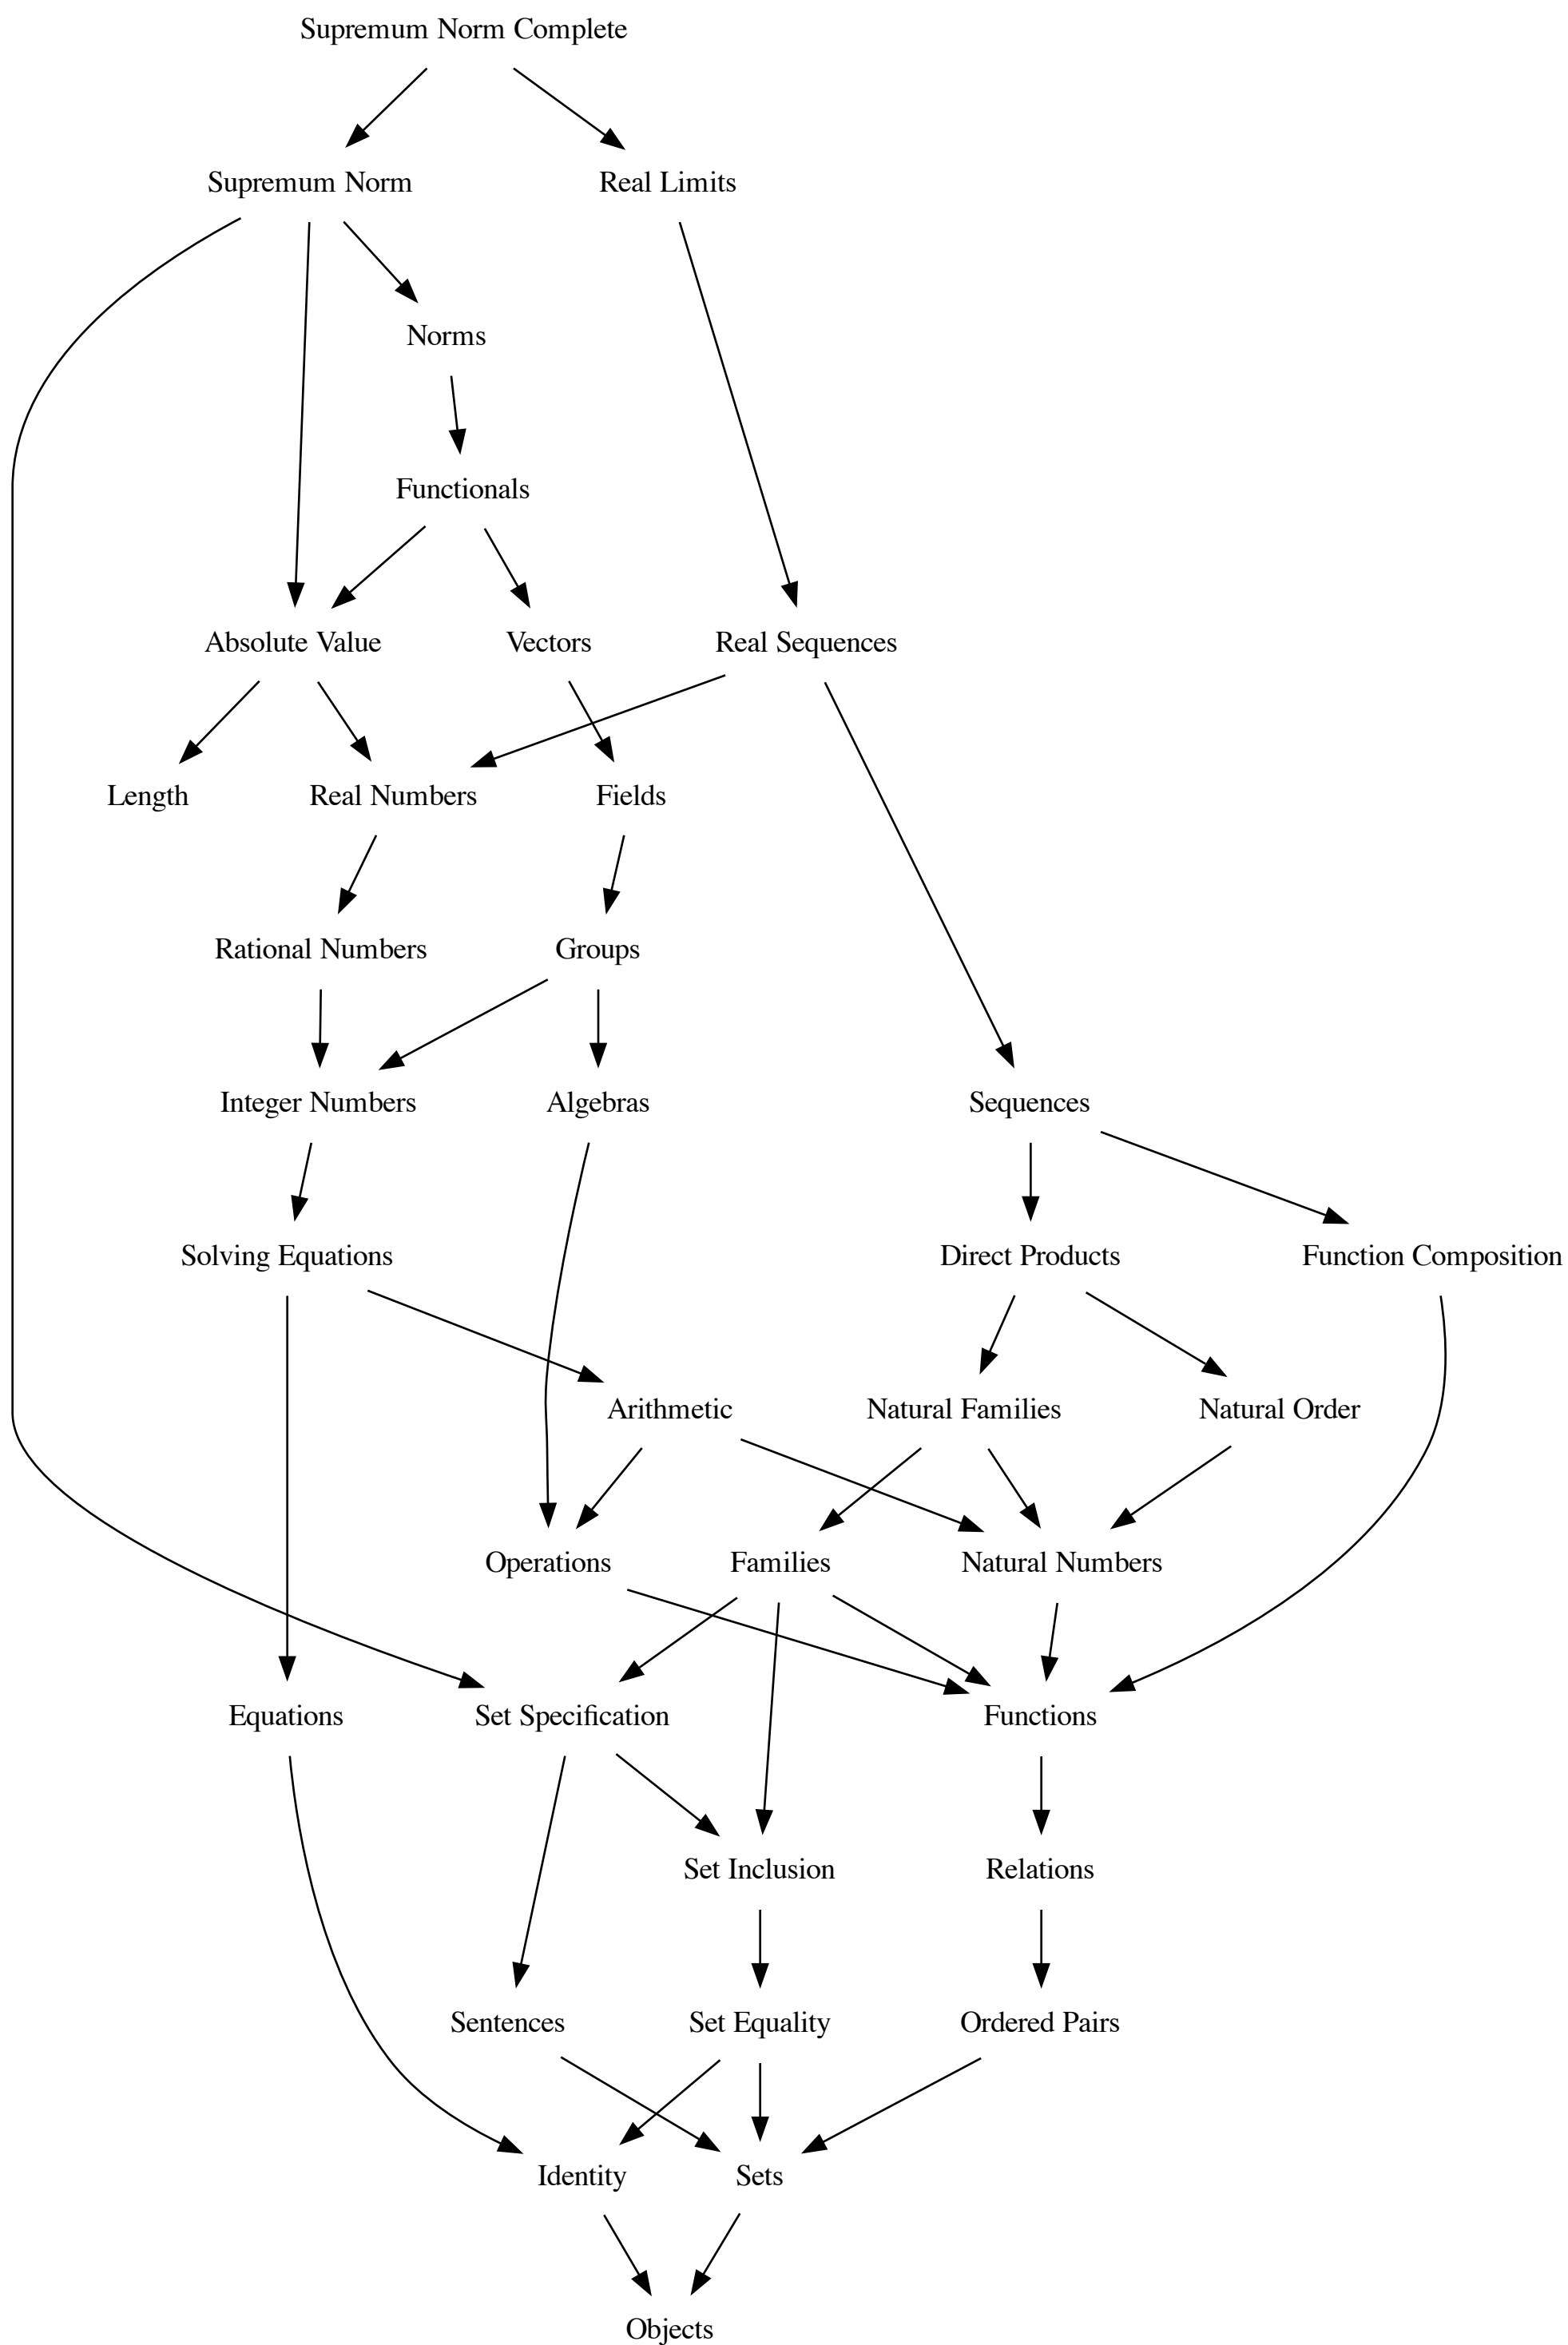 Supremum Norm Complete
Supremum Norm
Real Limits
Norms
Functionals
Absolute Value
Vectors
Real Sequences
Length
Real Numbers
Fields
Rational Numbers
Groups
Integer Numbers
Algebras
Sequences
Solving Equations
Direct Products
Function Composition
Arithmetic
Natural Families
Natural Order
Operations
Families
Natural Numbers
Equations
Set Specification
Functions
Set Inclusion
Relations
Sentences
Set Equality
Ordered Pairs
Identity
Sets
Objects